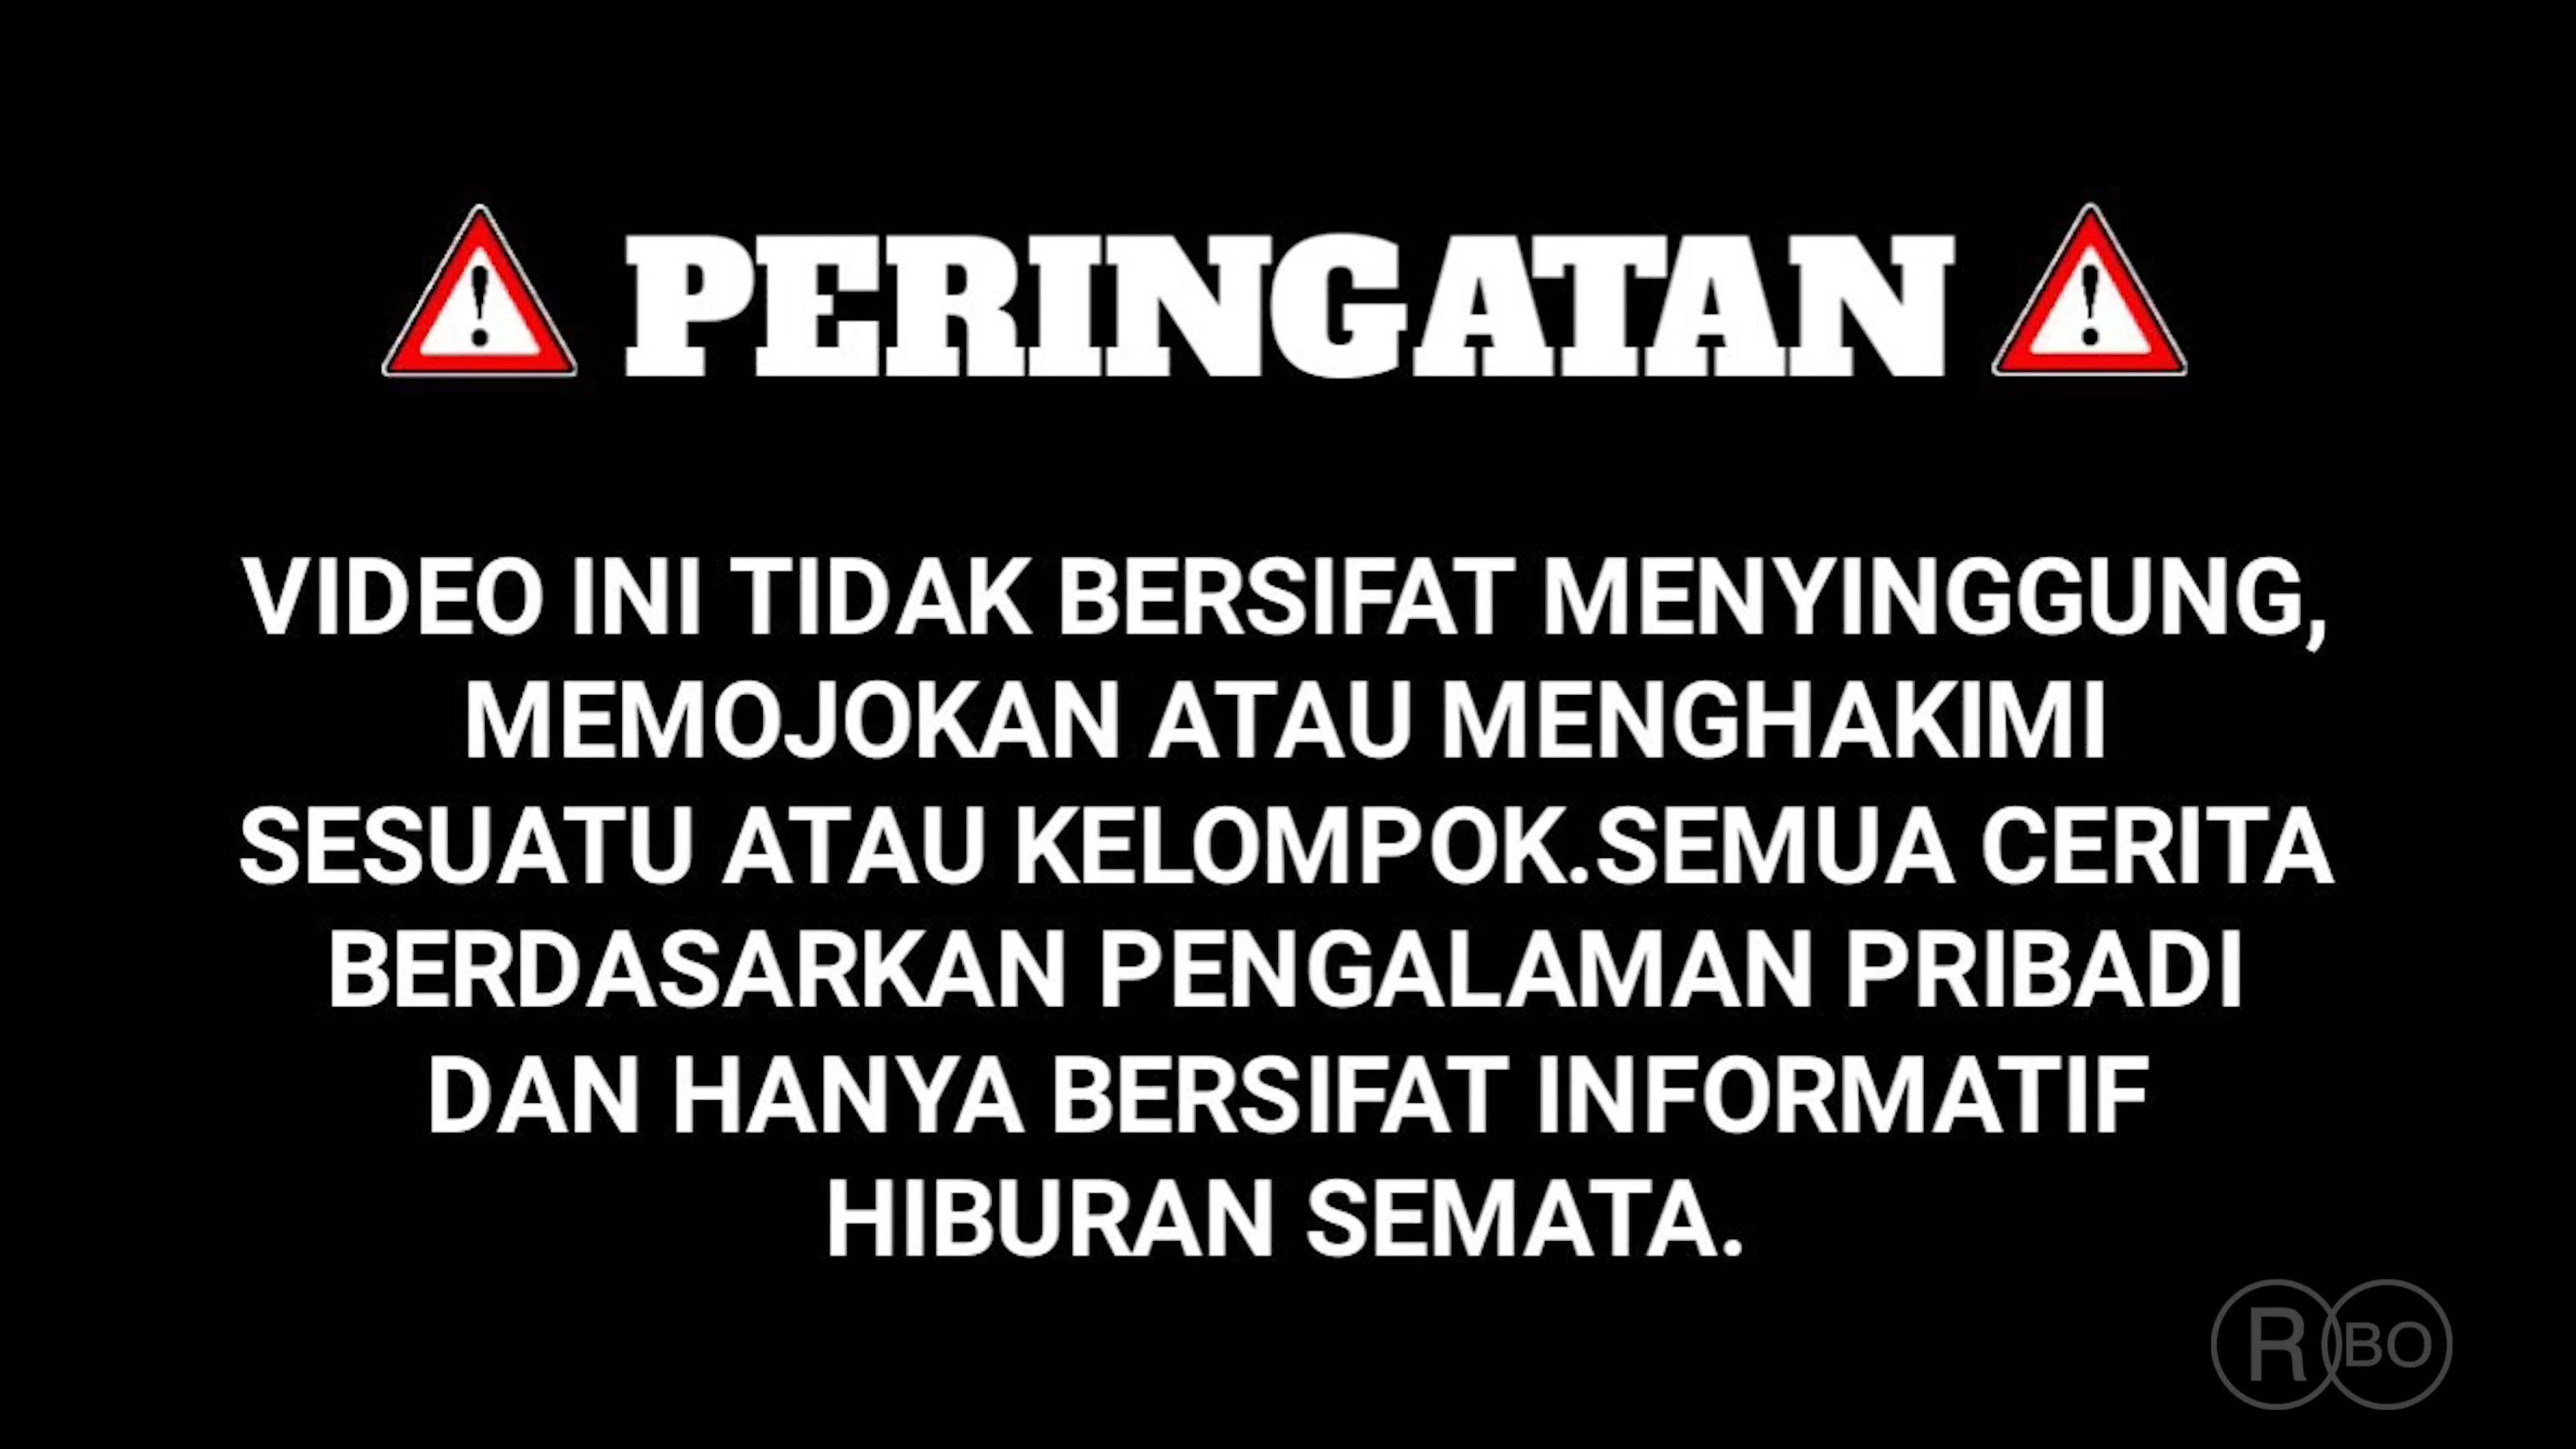 PERINGATAN
VIDEO INI TIDAK BERSIFAT MENYINGGUNG,
MEMOJOKAN ATAU MENGHAKIMI
SESUATU ATAU KELOMPOK.SEMUA CERITA
BERDASARKAN PENGALAMAN PRIBADI
DAN HANYA BERSIFAT INFORMATIF
HIBURAN SEMATA.
R BO